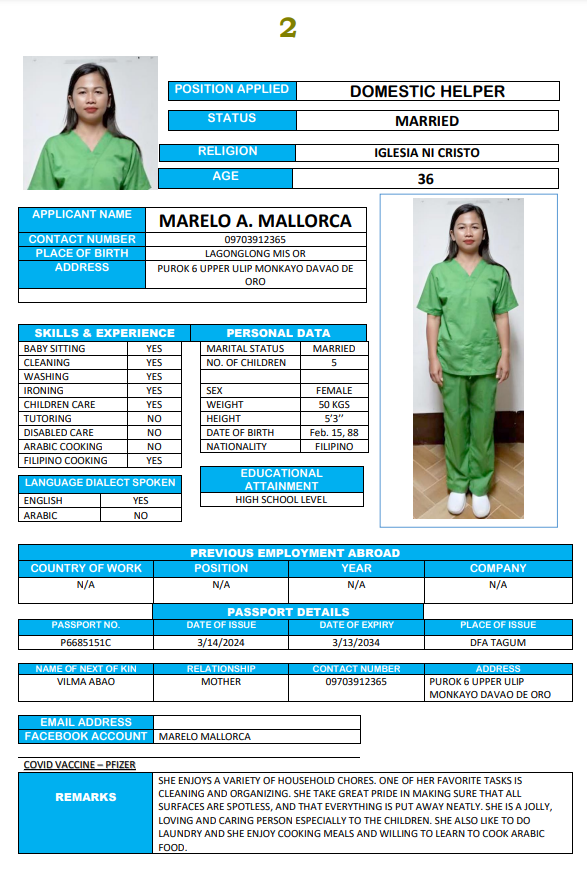 2
POSITION APPLIED DOMESTIC HELPER
STATUS MARRIED
RELIGION IGLESIA NI CRISTO
AGE 36
APPLICANT NAME MARELO A. MALLORCA
CONTACT NUMBER 09703912365
PLACE OF BIRTH LAGONGLONG MIS OR
ADDRESS PUROK 6 UPPER ULIP MONKAYO DAVAO DE
ORO
SKILLS & EXPERIENCE PERSONAL DATA
BABY SITTING YES MARITAL STATUS MARRIED
CLEANING YES NO. OF CHILDREN 5
WASHING YES
IRONING YES SEX FEMALE
CHILDREN CARE YES WEIGHT 50 KGS
TUTORING NO HEIGHT 5'3’’
DISABLED CARE NO DATE OF BIRTH Feb. 15, 88
ARABIC COOKING NO NATIONALITY FILIPINO
FILIPINO COOKING YES
EDUCATIONAL
ATTAINMENT
LANGUAGE DIALECT SPOKEN
ENGLISH YES HIGH SCHOOL LEVEL
ARABIC NO
PREVIOUS EMPLOYMENT ABROAD
COUNTRY OF WORK POSITION YEAR COMPANY
N/A N/A N/A N/A
PASSPORT DETAILS
PASSPORT NO. DATE OF ISSUE DATE OF EXPIRY PLACE OF ISSUE
P6685151C 3/14/2024 3/13/2034 DFA TAGUM
NAME OF NEXT OF KIN RELATIONSHIP CONTACT NUMBER ADDRESS
VILMA ABAO MOTHER 09703912365 PUROK 6 UPPER ULIP
MONKAYO DAVAO DE ORO
EMAIL ADDRESS
FACEBOOK ACCOUNT MARELO MALLORCA
COVID VACCINE – PFIZER
REMARKS
SHE ENJOYS A VARIETY OF HOUSEHOLD CHORES. ONE OF HER FAVORITE TASKS IS
CLEANING AND ORGANIZING. SHE TAKE GREAT PRIDE IN MAKING SURE THAT ALL
SURFACES ARE SPOTLESS, AND THAT EVERYTHING IS PUT AWAY NEATLY. SHE IS A JOLLY,
LOVING AND CARING PERSON ESPECIALLY TO THE CHILDREN. SHE ALSO LIKE TO DO
LAUNDRY AND SHE ENJOY COOKING MEALS AND WILLING TO LEARN TO COOK ARABIC
FOOD.